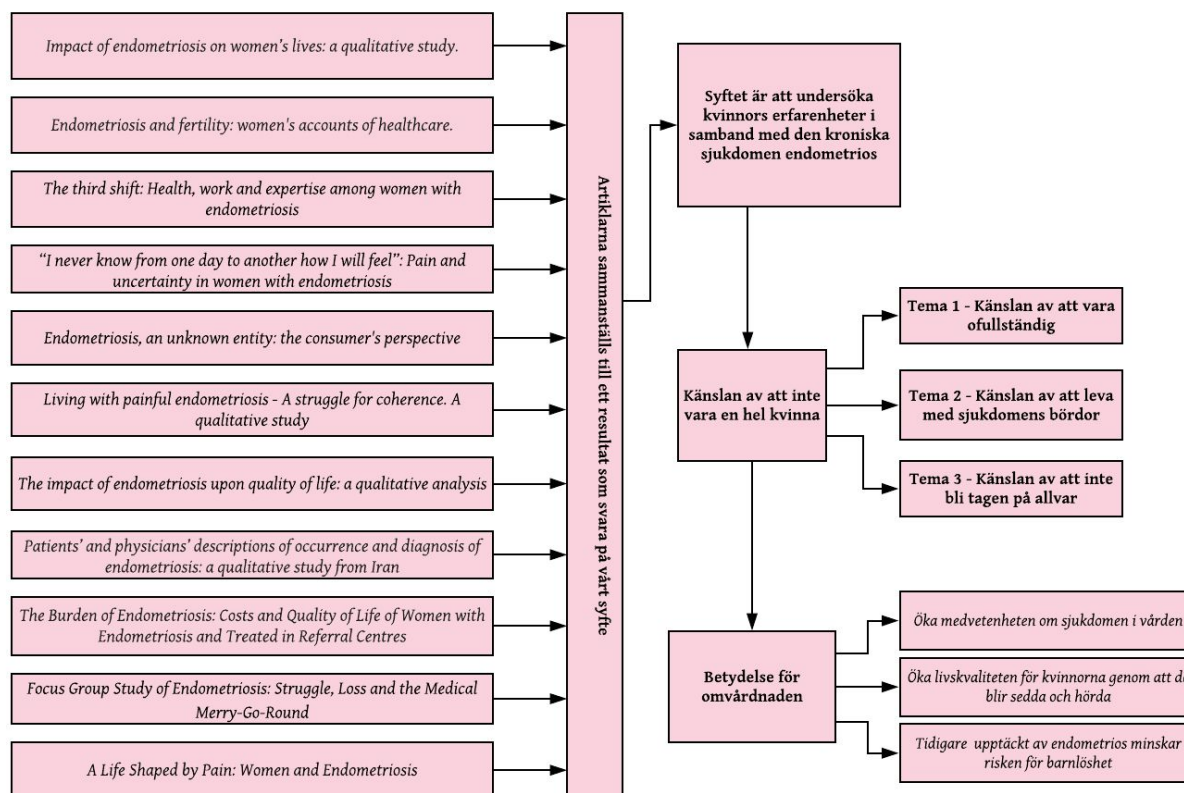 Impact of endometriosis on women's lives: a qualitative study.
Endometriosis and fertility: women's accounts of healthcare.
The third shift: Health, work and expertise among women with
endometriosis
“I never know from one day to another how I will feel”: Pain and
uncertainty in women with endometriosis
Endometriosis, an unknown entity: the consumer's perspective
Living with painful endometriosis - A struggle for coherence. A
qualitative study
The impact of endometriosis upon quality of life: a qualitative analysis
Patients’ and physicians’ descriptions of occurrence and diagnosis of
endometriosis: a qualitative study from Iran
The Burden of Endometriosis: Costs and Quality of Life of Women with
Endometriosis and Treated in Referral Centres
Focus Group Study of Endometriosis: Struggle, Loss and the Medical
Merry-Go-Round
A Life Shaped by Pain: Women and Endometriosis
Artiklarna sammanställs till ett resultat som svara på vårt syfte
Syftet är att undersöka
kvinnors erfarenheter i
samband med den kroniska
sjukdomen endometrios
Känslan av att inte
vara en hel kvinna
Tema 1 - Känslan av att vara
ofullständig
Tema 2 - Känslan av att leva
med sjukdomens bördor
Tema 3 - Känslan av att inte
bli tagen på allvar
Betydelse för
omvårdnaden
Öka medvetenheten om sjukdomen i vården
Öka livskvaliteten för kvinnorna genom att
blir sedda och hörda
Tidigare upptäckt av endometrios minskar
risken för barnlöshet